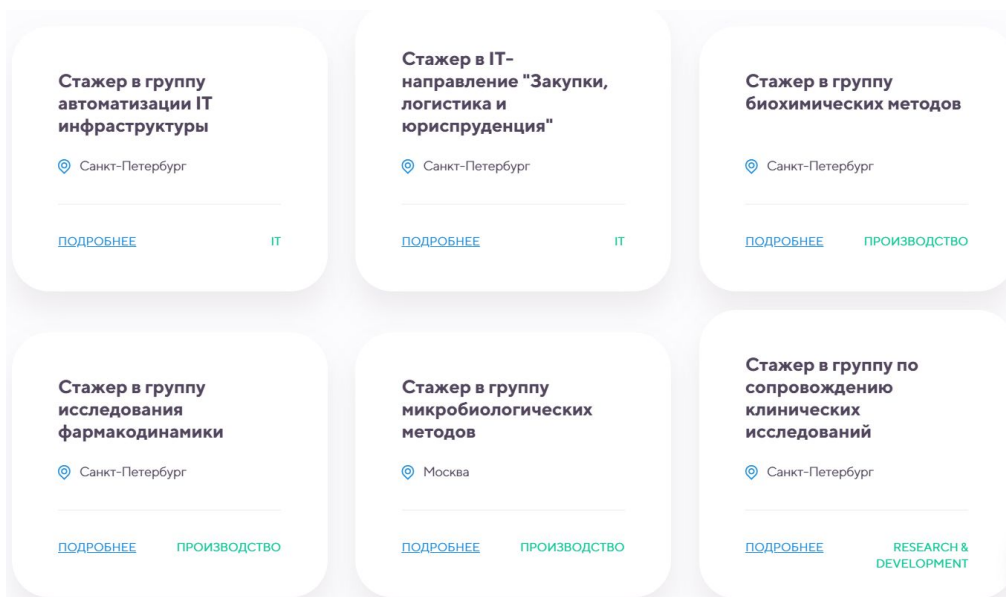 Стажер в группу
автоматизации IT
инфраструктуры
Санкт-Петербург
ПОДРОБНЕЕ
IT
Стажер в IT-
направление "Закупки,
логистика и
юриспруденция"
Санкт-Петербург
ПОДРОБНЕЕ
IT
Стажер в группу
биохимических методов
Санкт-Петербург
ПОДРОБНЕЕ
ПРОИЗВОДСТВО
Стажер в группу
исследования
фармакодинамики
Санкт-Петербург
ПОДРОБНЕЕ
ПРОИЗВОДСТВО
Стажер в группу
микробиологических
методов
Москва
ПОДРОБНЕЕ
ПРОИЗВОДСТВО
Стажер в группу по
сопровождению
клинических
исследований
Санкт-Петербург
ПОДРОБНЕЕ
RESEARCH &
DEVELOPMENT